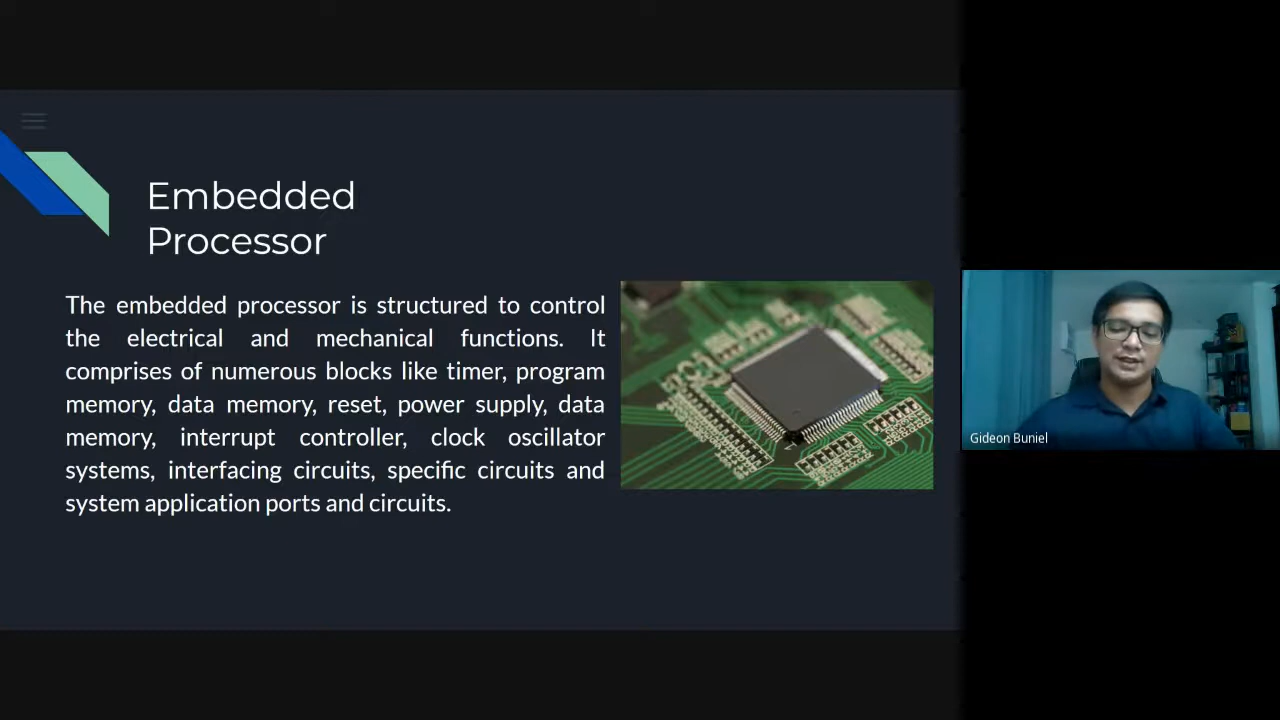 Embedded
Processor
The embedded processor is structured to control
the electrical and mechanical functions. It
comprises of numerous blocks like timer, program
memory, data memory, reset, power supply, data
memory, interrupt controller, clock oscillator
systems, interfacing circuits, specific circuits and
system application ports and circuits.
Gideon Buniel